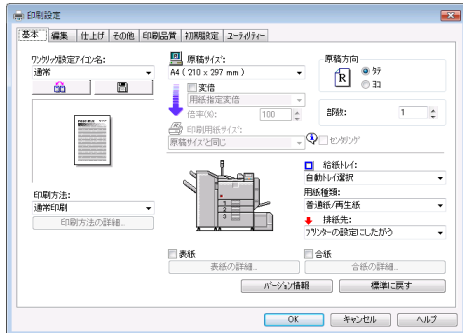 印刷設定
基本 編集 仕上げ その他 印刷品質 初期設定 ユーティリティー
ワンクリック設定アイコン名:
通常
原稿サイズ:
A4 ( 210 x 297 mm )
変倍
用紙指定変倍
倍率(%): 100
印刷用紙サイズ:
原稿サイズと同じ
原稿方向
R
タテ
ヨコ
部数: 1
センタリング
印刷方法:
通常印刷
印刷方法の詳細...
給紙トレイ:
自動トレイ選択
用紙種類:
普通紙/再生紙
排紙先:
プリンターの設定にしたがう
表紙
表紙の詳細...
合紙
合紙の詳細...
バージョン情報
標準に戻す
OK
キャンセル
ヘルプ